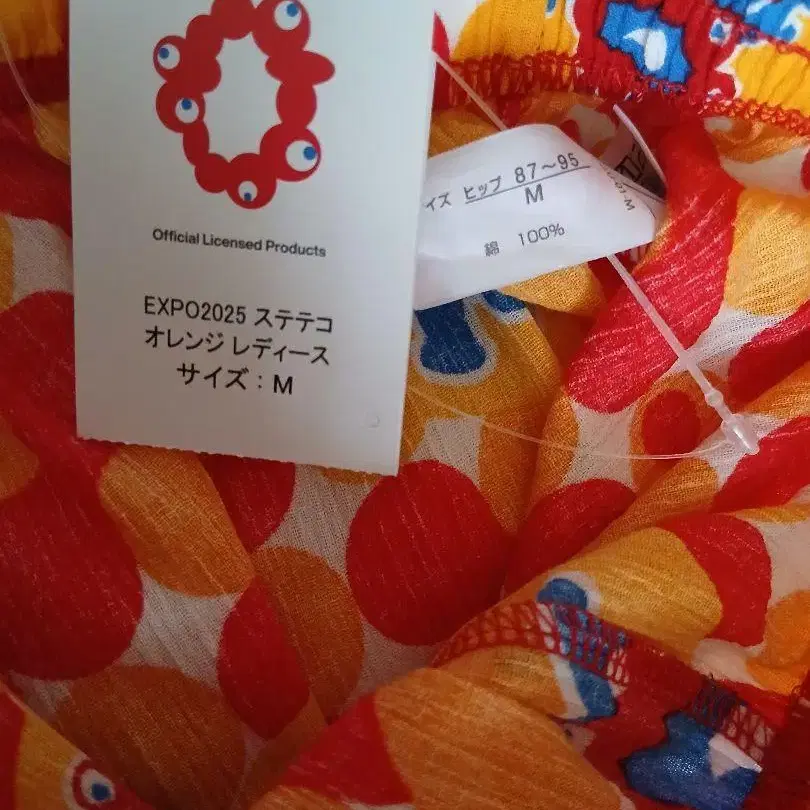 Official Licensed Products
EXPO2025 ステテコ
オレンジ レディース
サイズ：M
イズ ヒップ 87～95
M
綿 100%